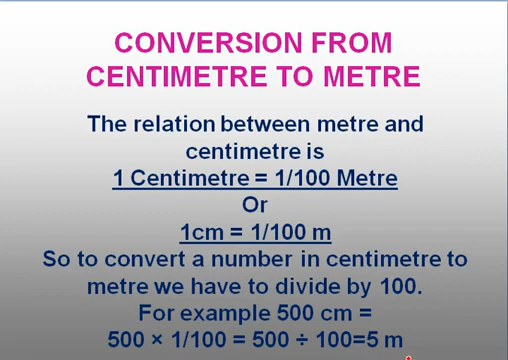 CONVERSION FROM
CENTIMETRE TO METRE
The relation between metre and
centimetre is
1 Centimetre = 1/100 Metre
Or
1cm = 1/100 m
So to convert a number in centimetre to
metre we have to divide by 100.
For example 500 cm =
500 × 1/100 = 500 ÷ 100=5 m